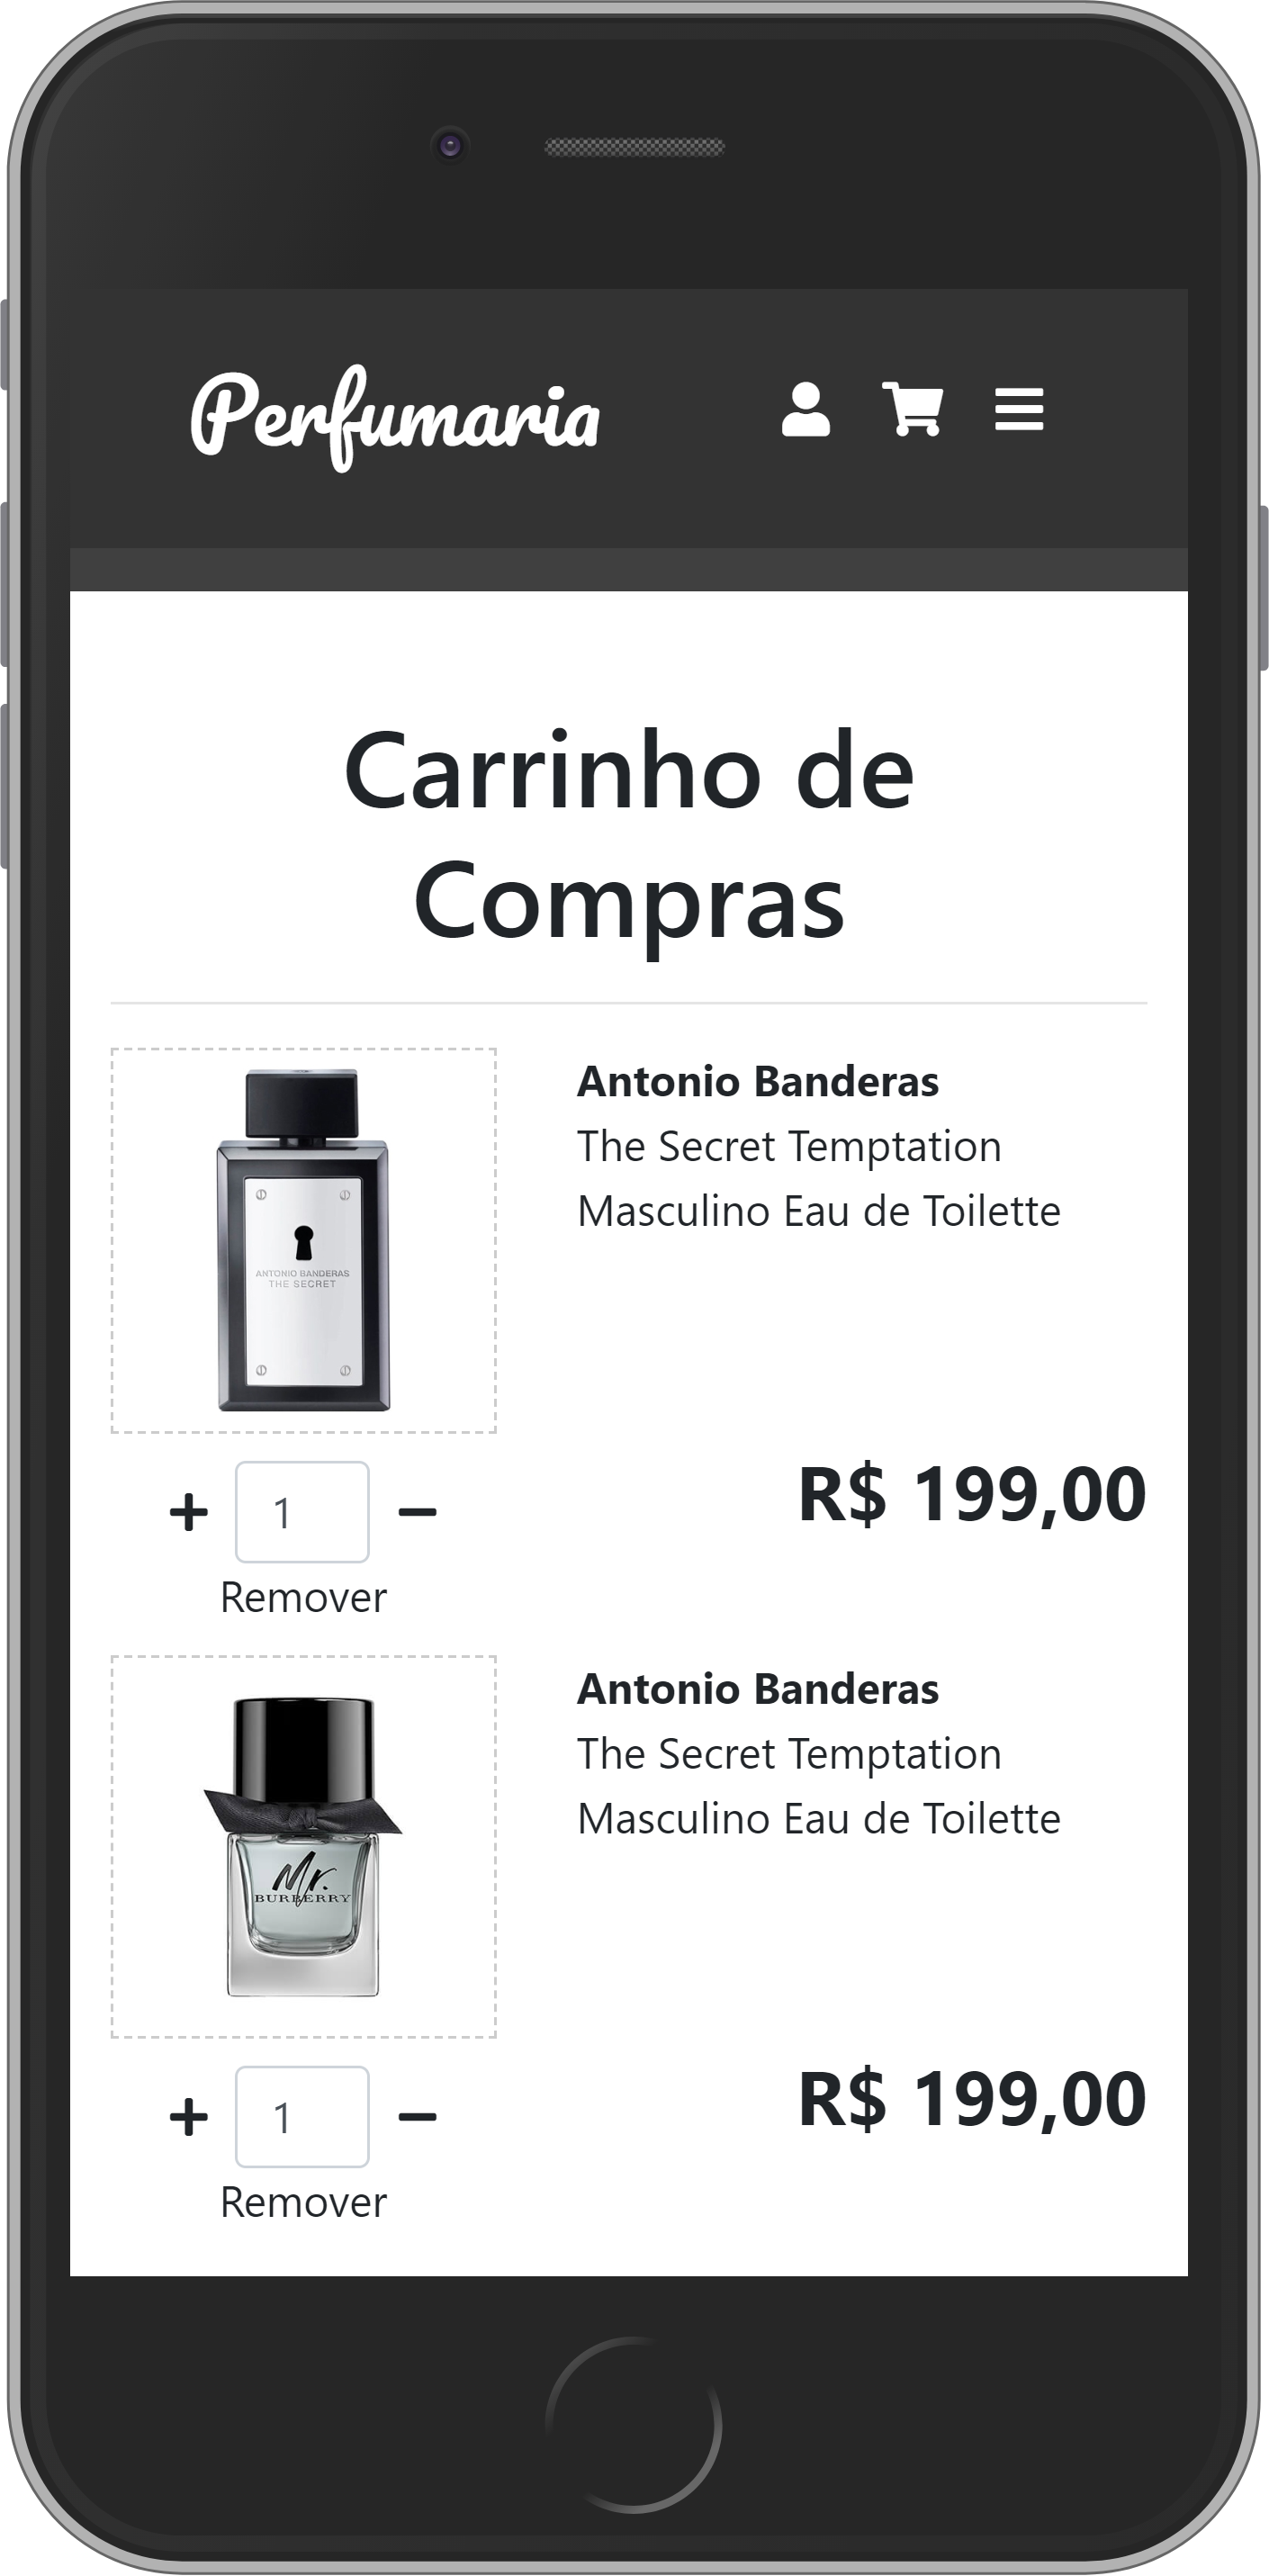 Perfumaria
Carrinho de
Compras
Antonio Banderas
The Secret Temptation
Masculino Eau de Toilette
ANTONIO BANDERAS
THE SECRET
1
R$ 199,00
Remover
Antonio Banderas
The Secret Temptation
Masculino Eau de Toilette
Mr.
BURBERRY
1
R$ 199,00
Remover